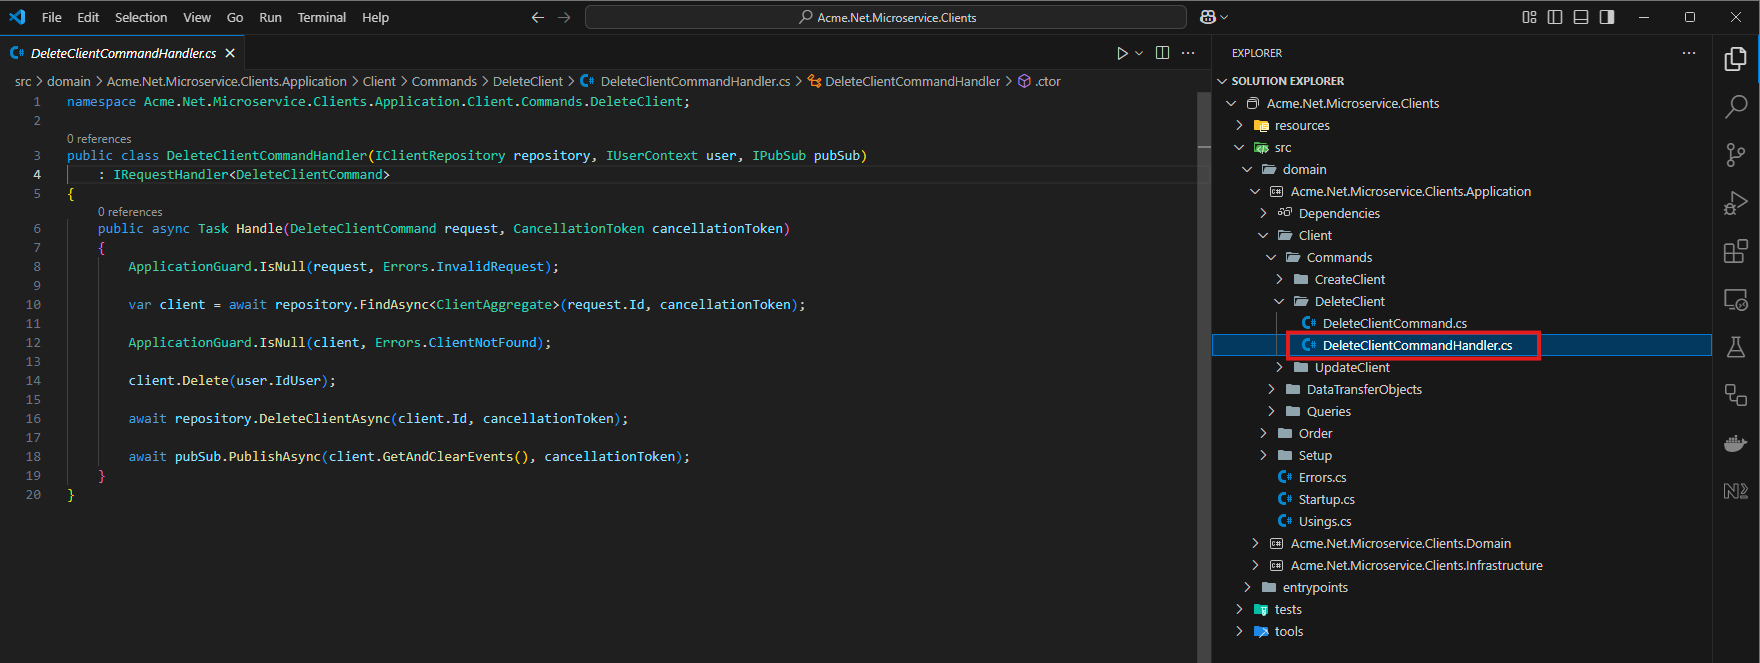 File Edit Selection View Go Run Terminal Help
Acme.Net.Microservice.Clients
DeleteClientCommandHandler.cs
src > domain > Acme.Net.Microservice.Clients.Application > Client > Commands > DeleteClient > DeleteClientCommandHandler.cs > DeleteClientCommandHandler > .ctor
1 namespace Acme.Net.Microservice.Clients.Application.Client.Commands.DeleteClient;
2
0 references
3 public class DeleteClientCommandHandler(IClientRepository repository, IUserContext user, IPubSub pubSub)
4     : IRequestHandler<DeleteClientCommand>
5 {
0 references
6     public async Task Handle(DeleteClientCommand request, CancellationToken cancellationToken)
7     {
8         ApplicationGuard.IsNull(request, Errors.InvalidRequest);
9
10         var client = await repository.FindAsync<ClientAggregate>(request.Id, cancellationToken);
11
12         ApplicationGuard.IsNull(client, Errors.ClientNotFound);
13
14         client.Delete(user.IdUser);
15
16         await repository.DeleteClientAsync(client.Id, cancellationToken);
17
18         await pubSub.PublishAsync(client.GetAndClearEvents(), cancellationToken);
19     }
20 }
EXPLORER
SOLUTION EXPLORER
Acme.Net.Microservice.Clients
resources
src
domain
Acme.Net.Microservice.Clients.Application
Dependencies
Client
Commands
CreateClient
DeleteClient
DeleteClientCommand.cs
DeleteClientCommandHandler.cs
UpdateClient
DataTransferObjects
Queries
Order
Setup
Errors.cs
Startup.cs
Usings.cs
Acme.Net.Microservice.Clients.Domain
Acme.Net.Microservice.Clients.Infrastructure
entrypoints
tests
tools